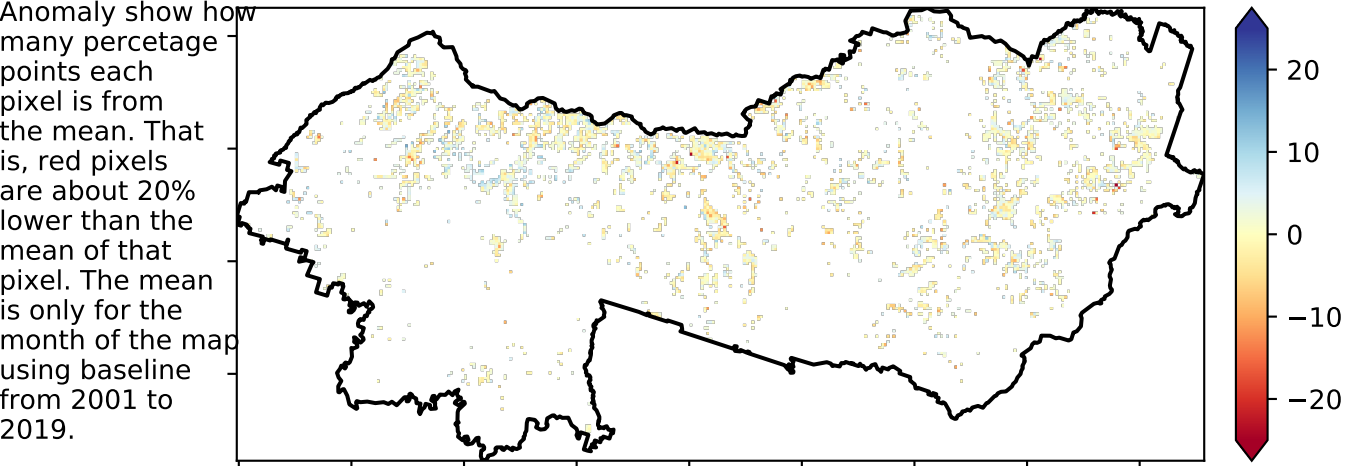 Anomaly show how
many percetage
points each
pixel is from
the mean. That
is, red pixels
are about 20%
lower than the
mean of that
pixel. The mean
is only for the
month of the map
using baseline
from 2001 to
2019.
20
10
0
−10
−20